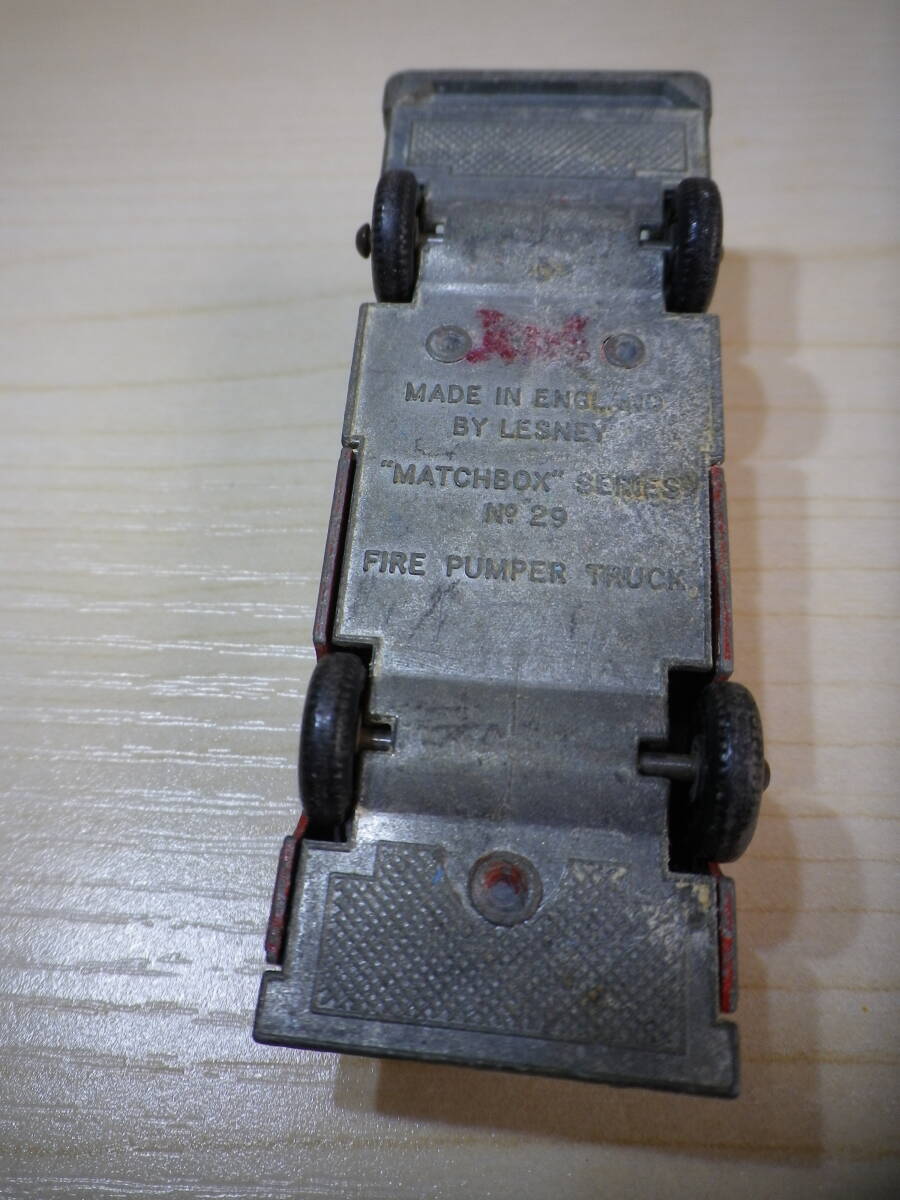 MADE IN ENGLAND
BY LESNEY
"MATCHBOX" SERIES
Nº 29
FIRE PUMPER TRUCK